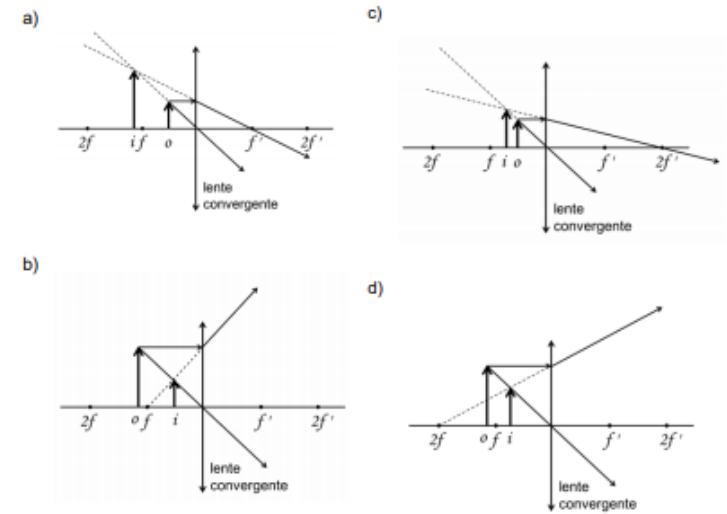 a)
2f i f o f' 2f'
lente
convergente
b)
2f o f i f' 2f'
lente
convergente
c)
2f f i o f' 2f'
lente
convergente
d)
2f o f i f' 2f'
lente
convergente